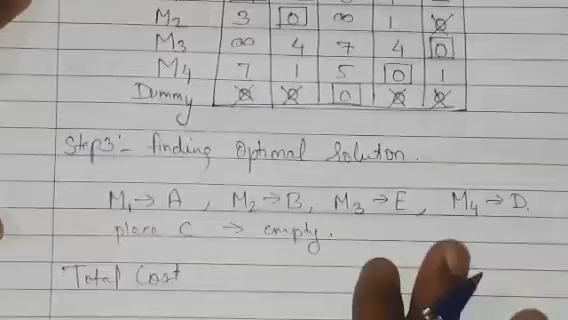 M2 3 0 ∞ 1 0
M3 ∞ 4 7 4 0
M4 7 1 5 0 1
Dummy 0 0 0 0 0
Step3:- finding Optimal Solution.
M1→A, M2→B, M3→E, M4→D.
place C → empty.
Total Cost